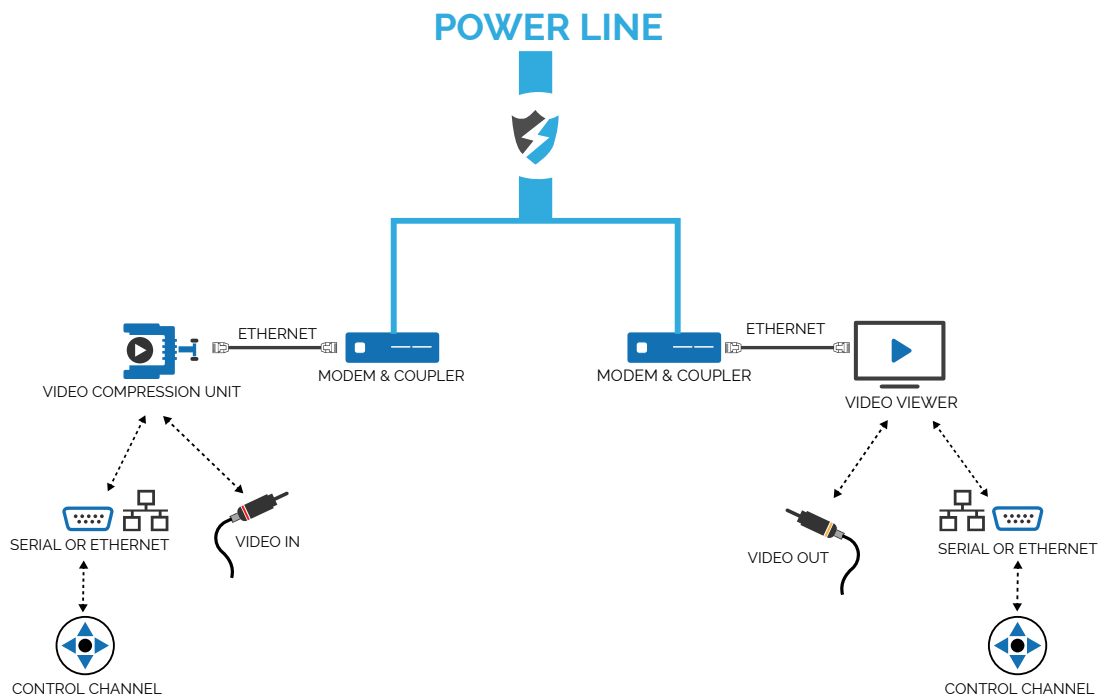 POWER LINE
ETHERNET
ETHERNET
MODEM & COUPLER
MODEM & COUPLER
VIDEO COMPRESSION UNIT
VIDEO VIEWER
SERIAL OR ETHERNET
VIDEO IN
VIDEO OUT
SERIAL OR ETHERNET
CONTROL CHANNEL
CONTROL CHANNEL